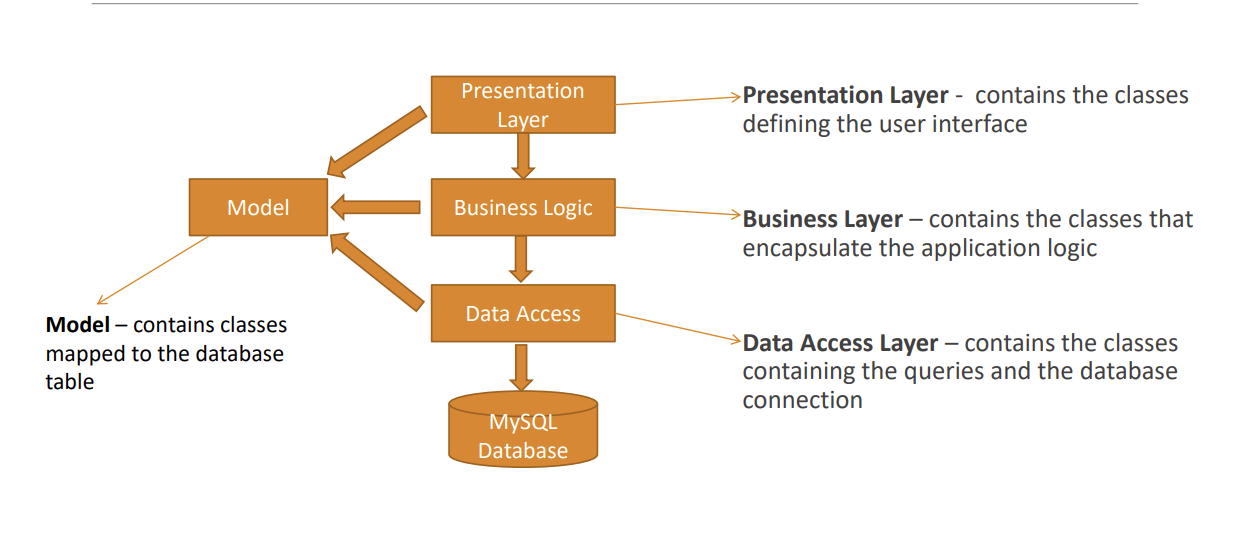 Presentation
Layer
Presentation Layer -  contains the classes
defining the user interface
Model
Business Logic
Business Layer – contains the classes that
encapsulate the application logic
Data Access
Model – contains classes
mapped to the database
table
Data Access Layer – contains the classes
containing the queries and the database
connection
MySQL
Database